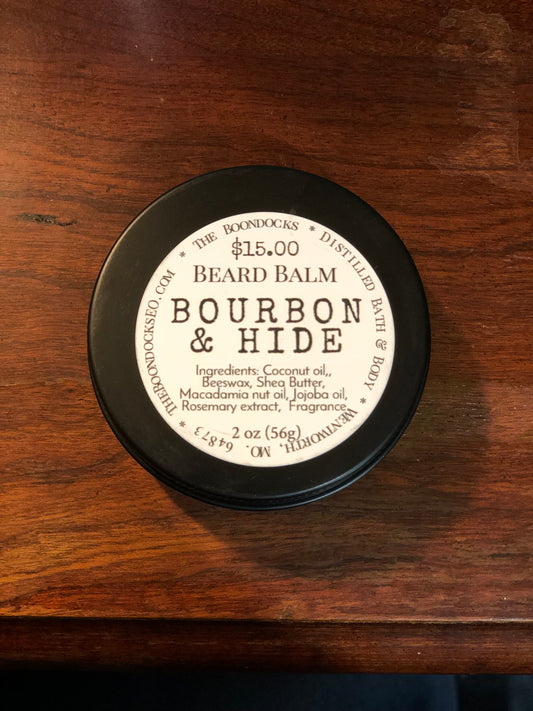 * THE BOONDOCKS * DISTILLED BATH & BODY * WENTWORTH, MO. 64873 * THEBOONDOCKSEO.COM
$15.00
BEARD BALM
BOURBON
& HIDE
Ingredients: Coconut oil,,
Beeswax, Shea Butter,
Macadamia nut oil, Jojoba oil,
Rosemary extract, Fragrance
2 oz (56g)